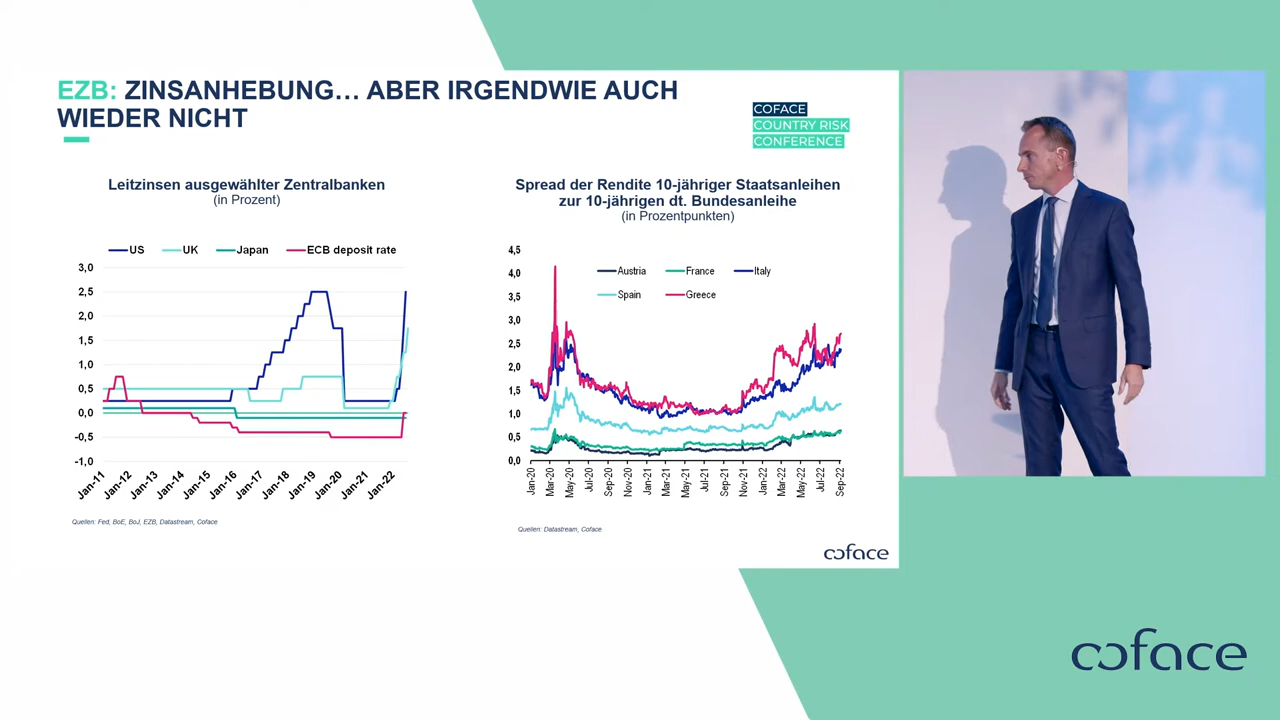 EZB: ZINSANHEBUNG… ABER IRGENDWIE AUCH
WIEDER NICHT
COFACE
COUNTRY RISK
CONFERENCE
Leitzinsen ausgewählter Zentralbanken
(in Prozent)
US UK Japan ECB deposit rate
3,0
2,5
2,0
1,5
1,0
0,5
0,0
-0,5
-1,0
Jan-11 Jan-12 Jan-13 Jan-14 Jan-15 Jan-16 Jan-17 Jan-18 Jan-19 Jan-20 Jan-21 Jan-22
Quellen: Fed, BoE, BoJ, EZB, Datastream, Coface
Spread der Rendite 10-jähriger Staatsanleihen
zur 10-jährigen dt. Bundesanleihe
(in Prozentpunkten)
Austria France Italy
Spain Greece
4,5
4,0
3,5
3,0
2,5
2,0
1,5
1,0
0,5
0,0
Jan-20 Mar-20 May-20 Jul-20 Sep-20 Nov-20 Jan-21 Mar-21 May-21 Jul-21 Sep-21 Nov-21 Jan-22 Mar-22 May-22 Jul-22 Sep-22
Quellen: Datastream, Coface
coface
coface